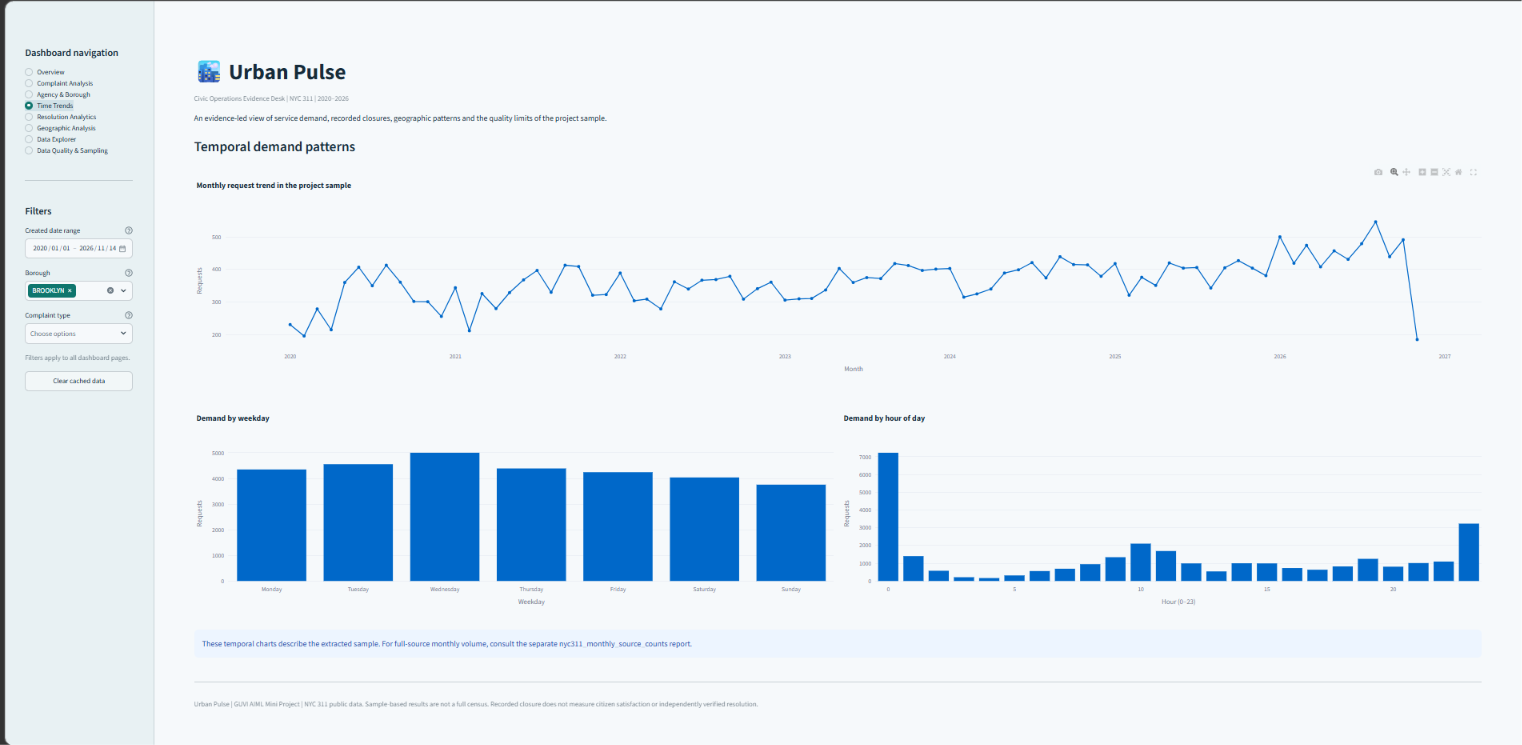 Dashboard navigation
Overview
Complaint Analysis
Agency & Borough
Time Trends
Resolution Analytics
Geographic Analysis
Data Explorer
Data Quality & Sampling
Filters
Created date range
2020/01/01 - 2026/11/14
Borough
BROOKLYN ×
Complaint type
Choose options
Filters apply to all dashboard pages.
Clear cached data
Urban Pulse
Civic Operations Evidence Desk | NYC 311 | 2020-2026
An evidence-led view of service demand, recorded closures, geographic patterns and the quality limits of the project sample.
Temporal demand patterns
Monthly request trend in the project sample
500
400
300
200
Requests
2020 2021 2022 2023 2024 2025 2026 2027
Month
Demand by weekday
5000
4000
3000
2000
1000
0
Requests
Monday Tuesday Wednesday Thursday Friday Saturday Sunday
Weekday
Demand by hour of day
7000
6000
5000
4000
3000
2000
1000
0
Requests
0 5 10 15 20
Hour (0-23)
These temporal charts describe the extracted sample. For full-source monthly volume, consult the separate nyc311_monthly_source_counts report.
Urban Pulse | GUVI AIML Mini Project | NYC 311 public data. Sample-based results are not a full census. Recorded closure does not measure citizen satisfaction or independently verified resolution.